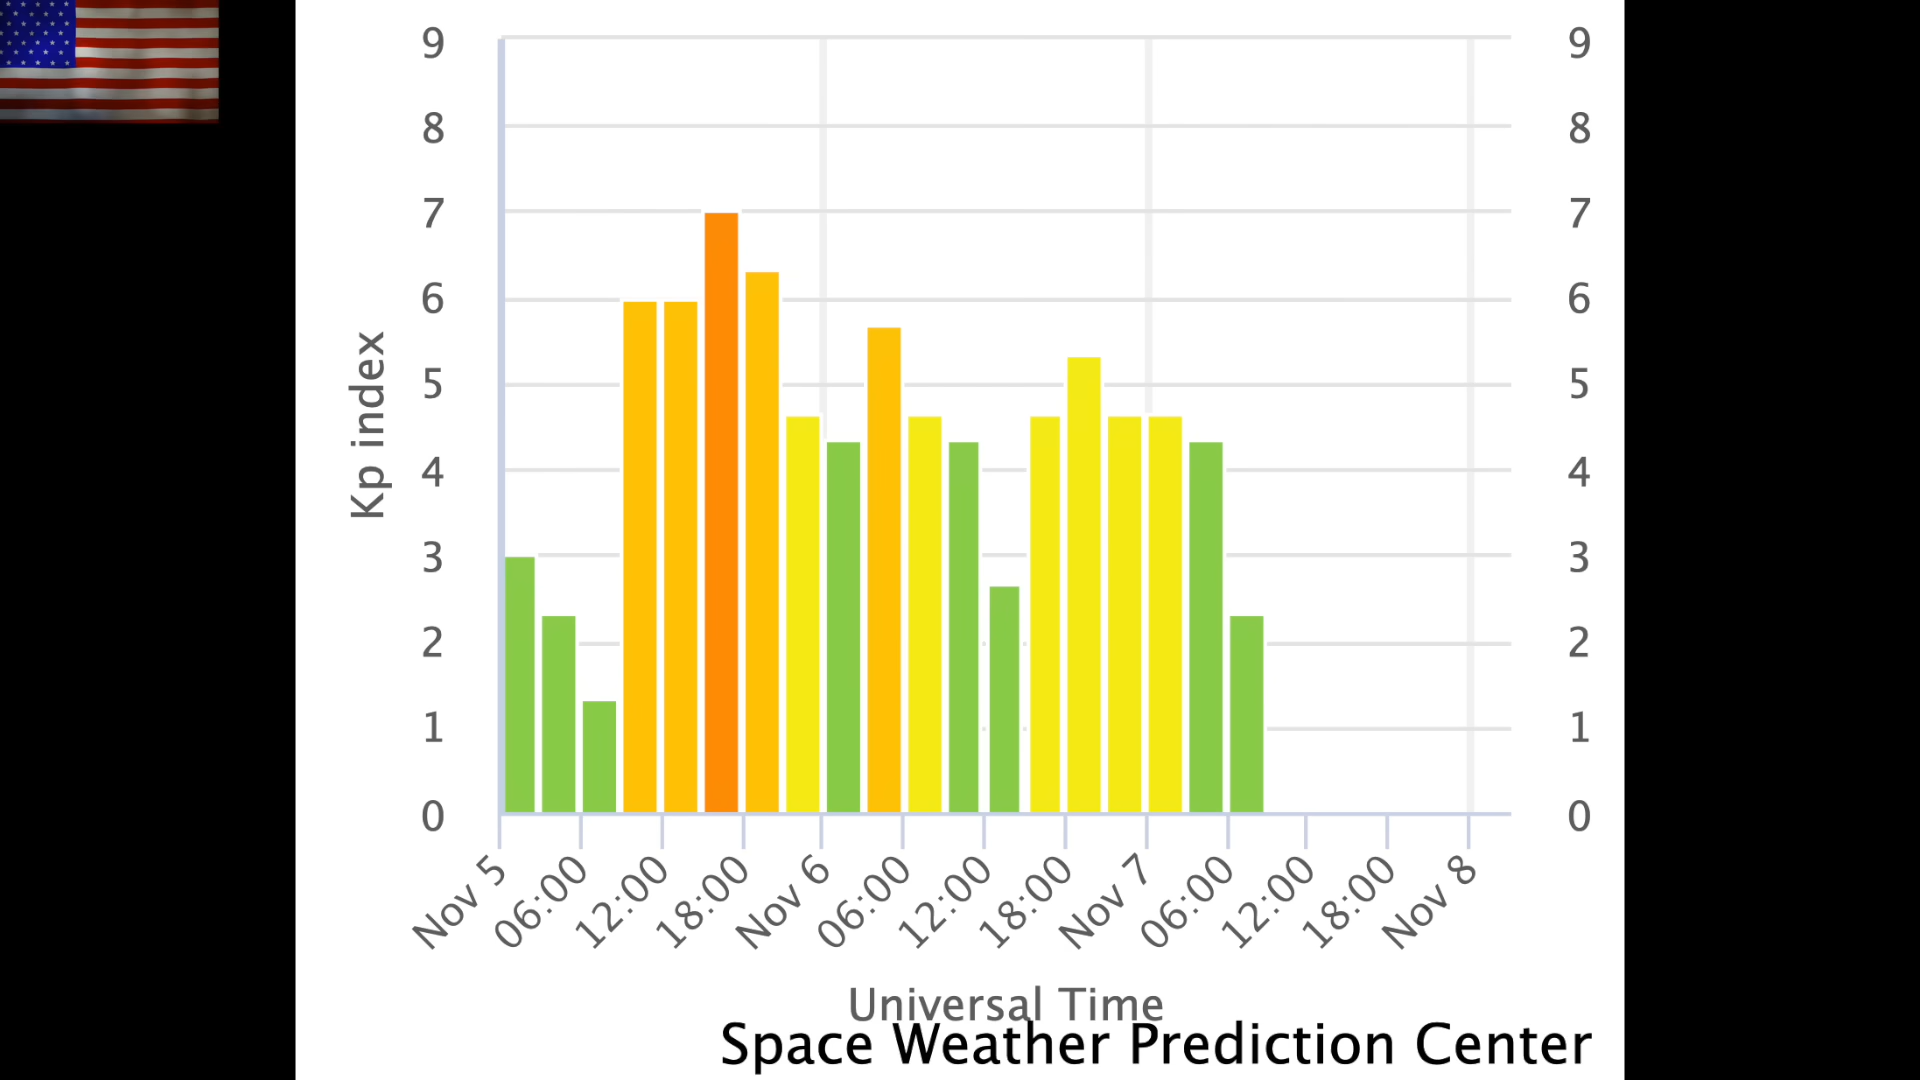 9 9
8 8
7 7
6 6
5 5
4 4
3 3
2 2
1 1
0 0
Kp index
Nov 5 06:00 12:00 18:00 Nov 6 06:00 12:00 18:00 Nov 7 06:00 12:00 18:00 Nov 8
Universal Time
Space Weather Prediction Center